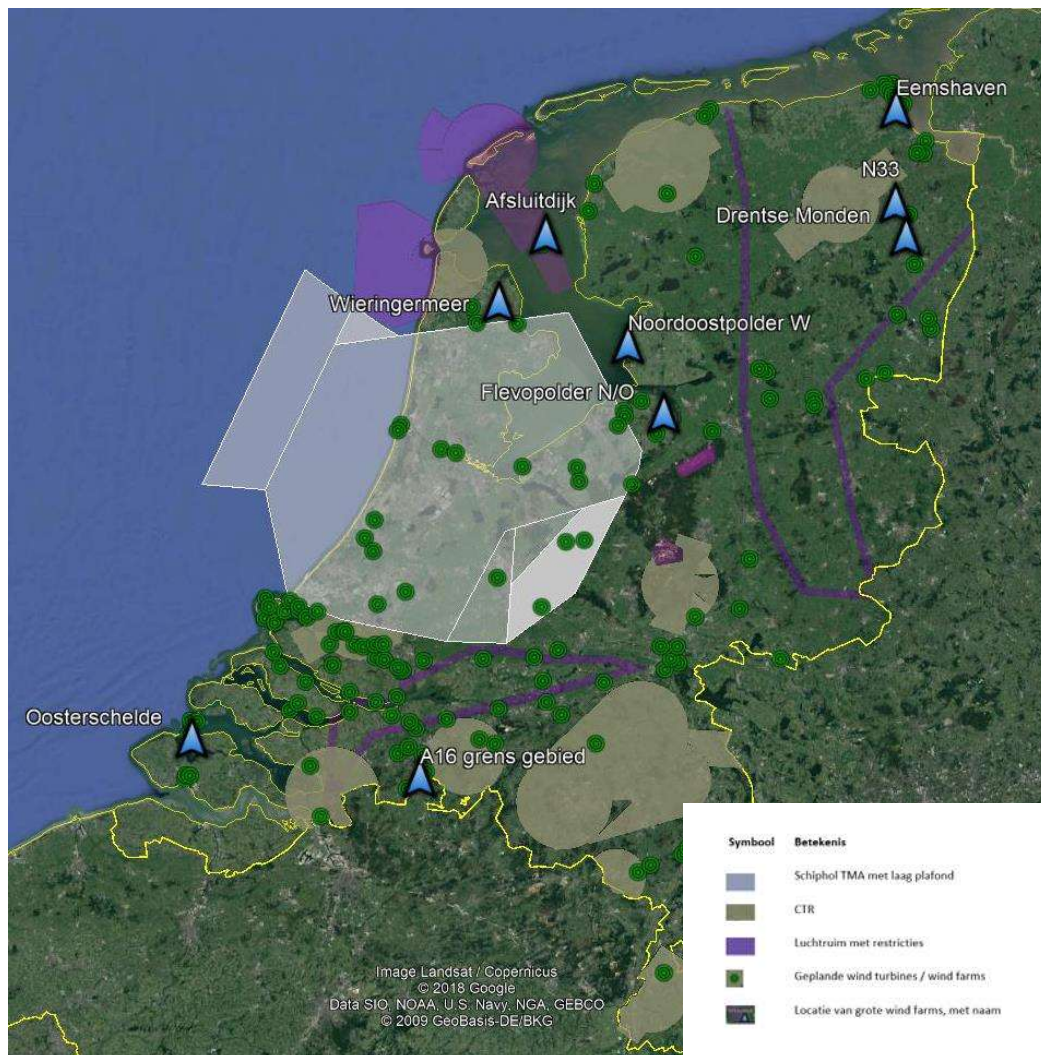 Eemshaven
N33
Afsluitdijk
Drentse Monden
Wieringermeer
Noordoostpolder W
Flevopolder N/O
Oosterschelde
A16 grens gebied
Symbool Betekenis
Schiphol TMA met laag plafond
CTR
Luchtruim met restricties
Geplande wind turbines / wind farms
Locatie van grote wind farms, met naam
Image Landsat / Copernicus
© 2018 Google
Data SIO, NOAA, U.S. Navy, NGA, GEBCO
© 2009 GeoBasis-DE/BKG